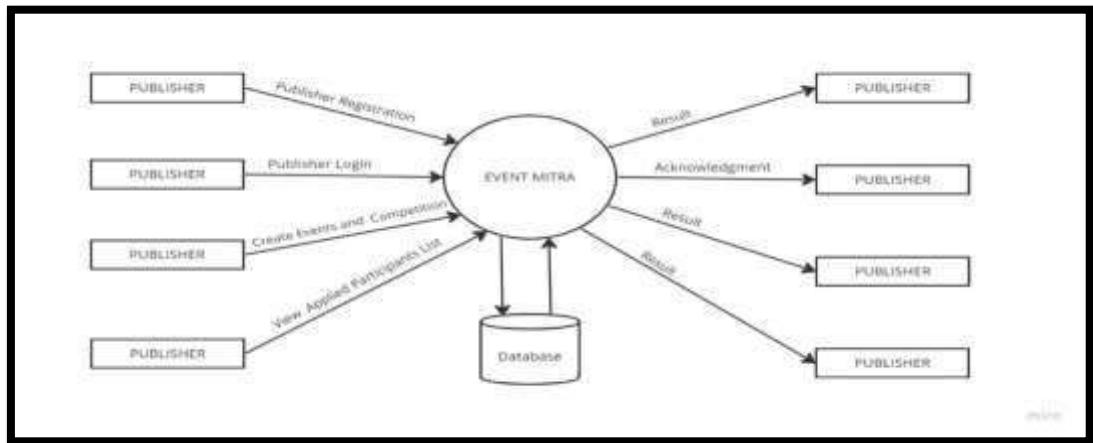 PUBLISHER
Publisher Registration
Result
PUBLISHER
PUBLISHER
Publisher Login
EVENT MITRA
Acknowledgment
PUBLISHER
PUBLISHER
Create Events and Competition
Result
PUBLISHER
PUBLISHER
View Applied Participants List
Database
Result
PUBLISHER
miro